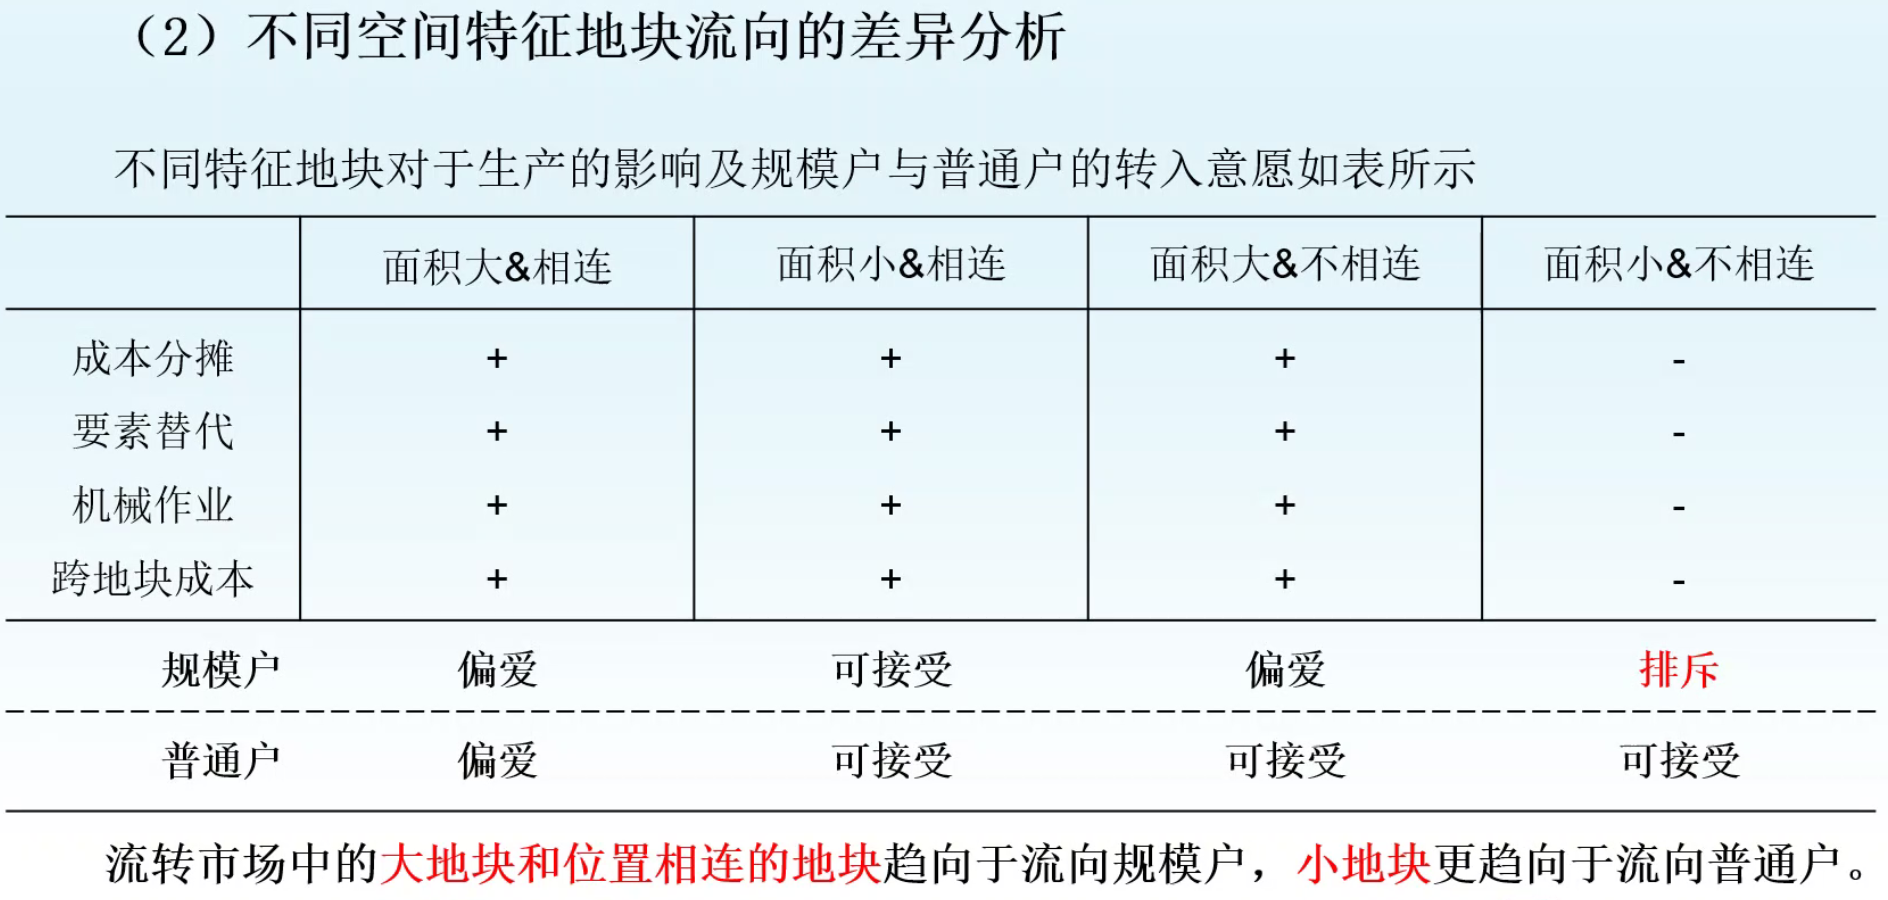 （2）不同空间特征地块流向的差异分析
不同特征地块对于生产的影响及规模户与普通户的转入意愿如表所示
面积大&相连 面积小&相连 面积大&不相连 面积小&不相连
成本分摊 + + + -
要素替代 + + + -
机械作业 + + + -
跨地块成本 + + + -
规模户 偏爱 可接受 偏爱 排斥
普通户 偏爱 可接受 可接受 可接受
流转市场中的大地块和位置相连的地块趋向于流向规模户，小地块更趋向于流向普通户。